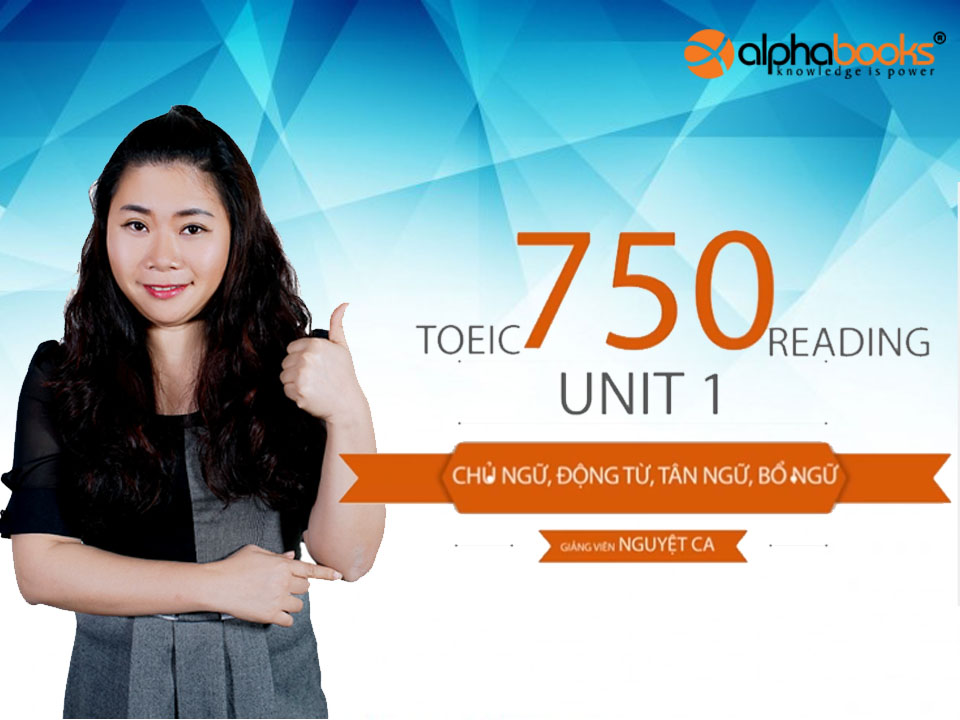 alphabooks®
knowledge is power
TOEIC 750 READING
UNIT 1
CHỦ NGỮ, ĐỘNG TỪ, TÂN NGỮ, BỔ NGỮ
GIẢNG VIÊN NGUYỆT CA